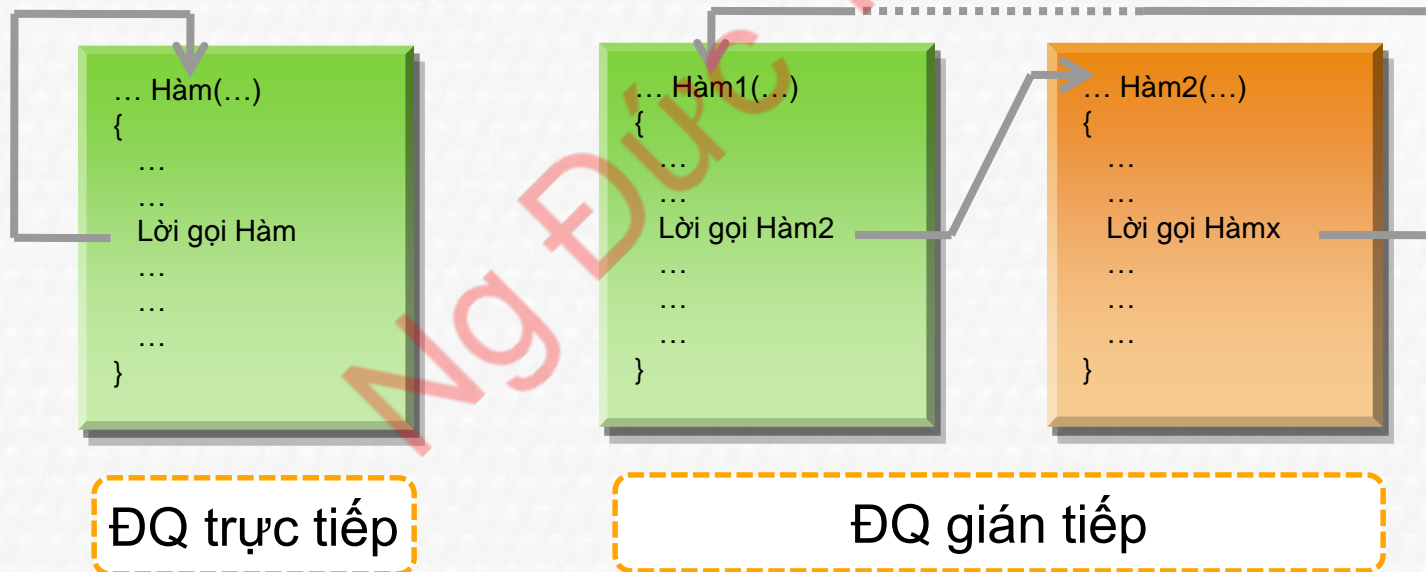 … Hàm(…)
{
…
…
Lời gọi Hàm
…
…
…
}
ĐQ trực tiếp
… Hàm1(…)
{
…
…
Lời gọi Hàm2
…
…
…
}
… Hàm2(…)
{
…
…
Lời gọi Hàmx
…
…
…
}
ĐQ gián tiếp
Ng Đức